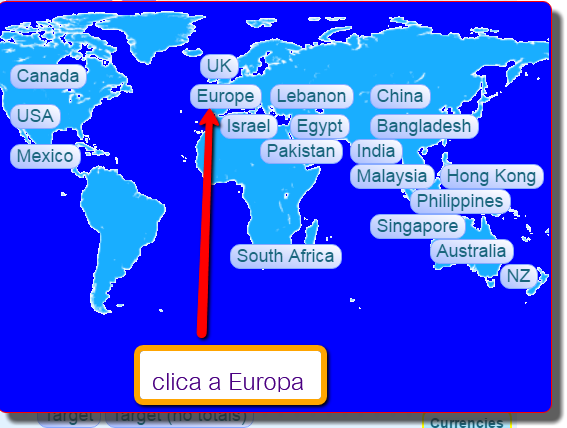 UK
Canada
Europe Lebanon China
USA
Israel Egypt Bangladesh
Mexico Pakistan India
Malaysia Hong Kong
Philippines
Singapore
South Africa Australia
NZ
clica a Europa
Target Target (no totals)
Currencies